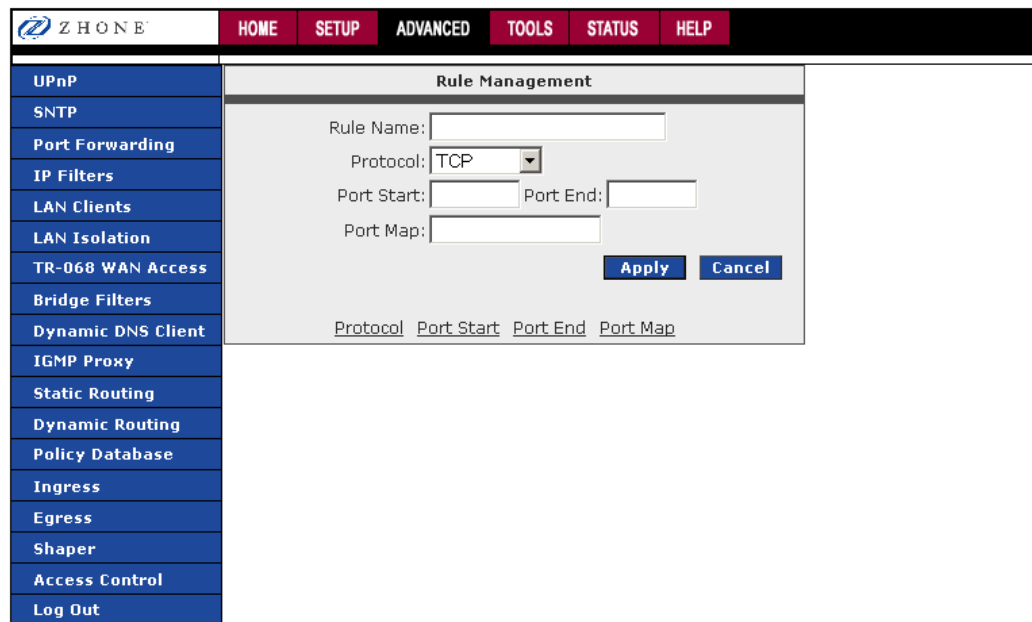 ZHONE
HOME SETUP ADVANCED TOOLS STATUS HELP
UPnP
SNTP
Port Forwarding
IP Filters
LAN Clients
LAN Isolation
TR-068 WAN Access
Bridge Filters
Dynamic DNS Client
IGMP Proxy
Static Routing
Dynamic Routing
Policy Database
Ingress
Egress
Shaper
Access Control
Log Out
Rule Management
Rule Name:
Protocol: TCP
Port Start: Port End:
Port Map:
Apply Cancel
Protocol Port Start Port End Port Map